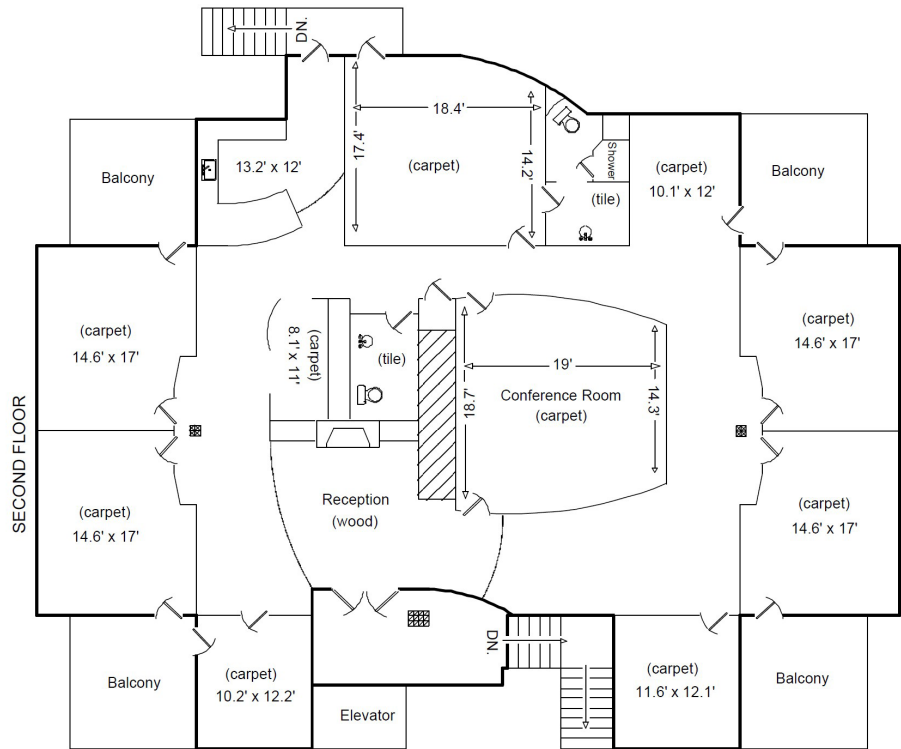 DN.
18.4'
17.4'
14.2'
(carpet)
Shower
(tile)
13.2' x 12'
(carpet)
10.1' x 12'
Balcony
Balcony
(carpet)
14.6' x 17'
(carpet)
8.1' x 11'
(tile)
19'
18.7'
14.3'
Conference Room
(carpet)
(carpet)
14.6' x 17'
SECOND FLOOR
(carpet)
14.6' x 17'
Reception
(wood)
(carpet)
14.6' x 17'
DN.
Balcony
(carpet)
10.2' x 12.2'
Elevator
(carpet)
11.6' x 12.1'
Balcony